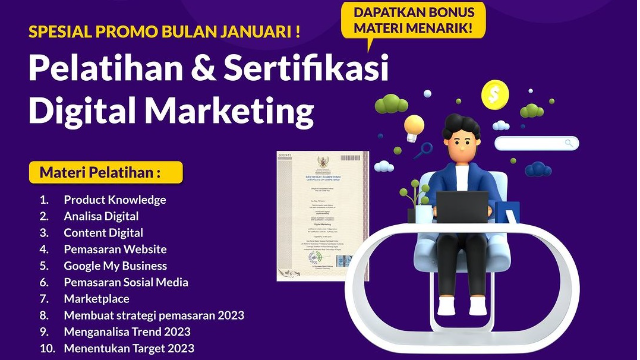 SPESIAL PROMO BULAN JANUARI !
DAPATKAN BONUS
MATERI MENARIK!
Pelatihan & Sertifikasi
Digital Marketing
Materi Pelatihan :
1. Product Knowledge
2. Analisa Digital
3. Content Digital
4. Pemasaran Website
5. Google My Business
6. Pemasaran Sosial Media
7. Marketplace
8. Membuat strategi pemasaran 2023
9. Menganalisa Trend 2023
10. Menentukan Target 2023
$